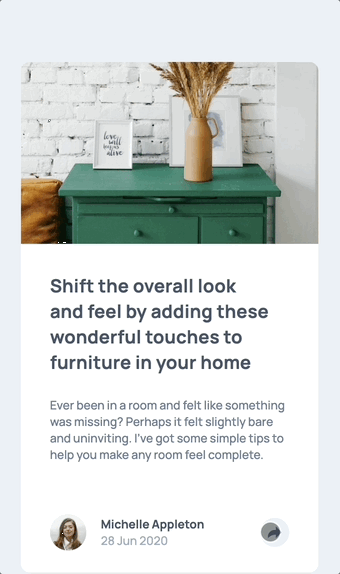 love
will
keep us
alive
Shift the overall look
and feel by adding these
wonderful touches to
furniture in your home
Ever been in a room and felt like something
was missing? Perhaps it felt slightly bare
and uninviting. I've got some simple tips to
help you make any room feel complete.
Michelle Appleton
28 Jun 2020